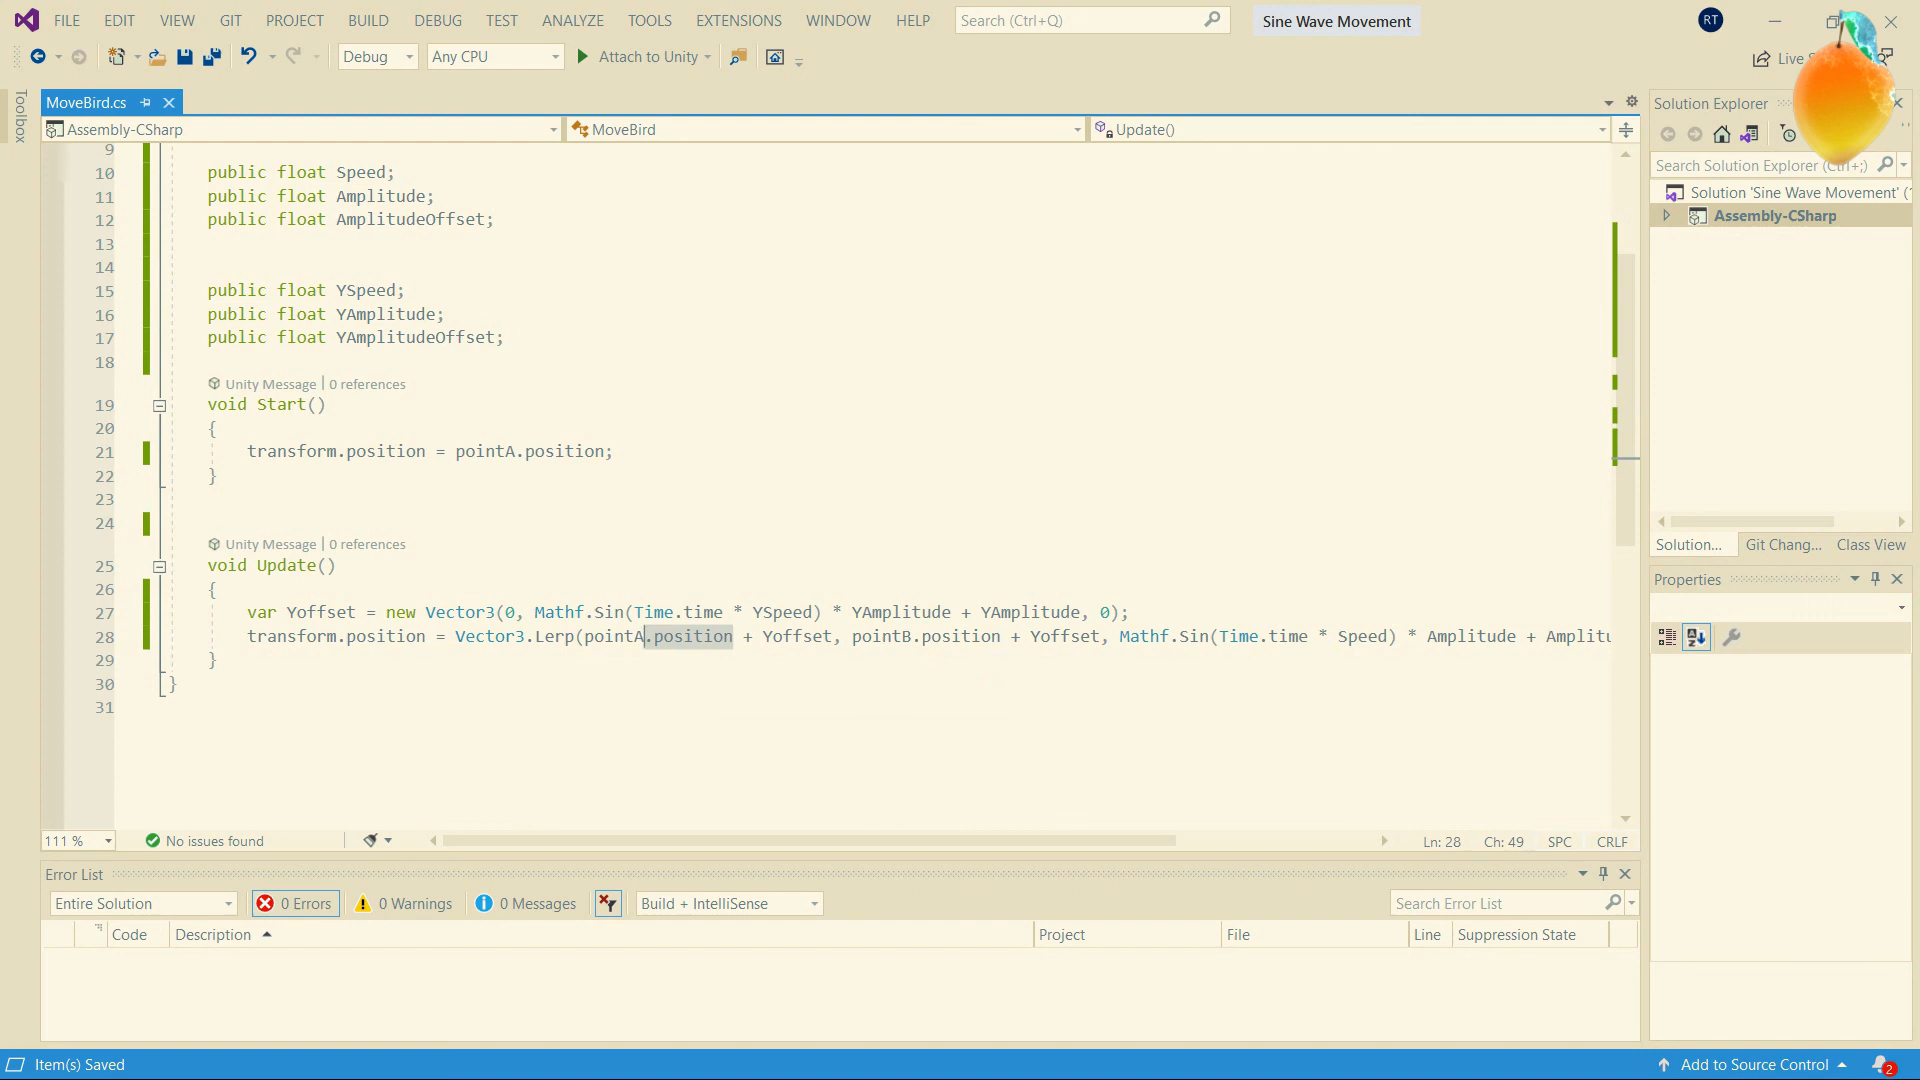 FILE EDIT VIEW GIT PROJECT BUILD DEBUG TEST ANALYZE TOOLS EXTENSIONS WINDOW HELP Search (Ctrl+Q) Sine Wave Movement RT
Debug Any CPU Attach to Unity Live
Toolbox
MoveBird.cs
Solution Explorer
Assembly-CSharp MoveBird Update()
Search Solution Explorer (Ctrl+;)
Solution 'Sine Wave Movement' (
Assembly-CSharp
9
10 public float Speed;
11 public float Amplitude;
12 public float AmplitudeOffset;
13
14
15 public float YSpeed;
16 public float YAmplitude;
17 public float YAmplitudeOffset;
18
Unity Message | 0 references
19 void Start()
20 {
21 transform.position = pointA.position;
22 }
23
24
Unity Message | 0 references
25 void Update()
26 {
27 var Yoffset = new Vector3(0, Mathf.Sin(Time.time * YSpeed) * YAmplitude + YAmplitude, 0);
28 transform.position = Vector3.Lerp(pointA.position + Yoffset, pointB.position + Yoffset, Mathf.Sin(Time.time * Speed) * Amplitude + Amplitu
29 }
30 }
31
Solution... Git Chang... Class View
Properties
111 % No issues found Ln: 28 Ch: 49 SPC CRLF
Error List
Entire Solution 0 Errors 0 Warnings 0 Messages Build + IntelliSense Search Error List
Code Description Project File Line Suppression State
Item(s) Saved Add to Source Control 2